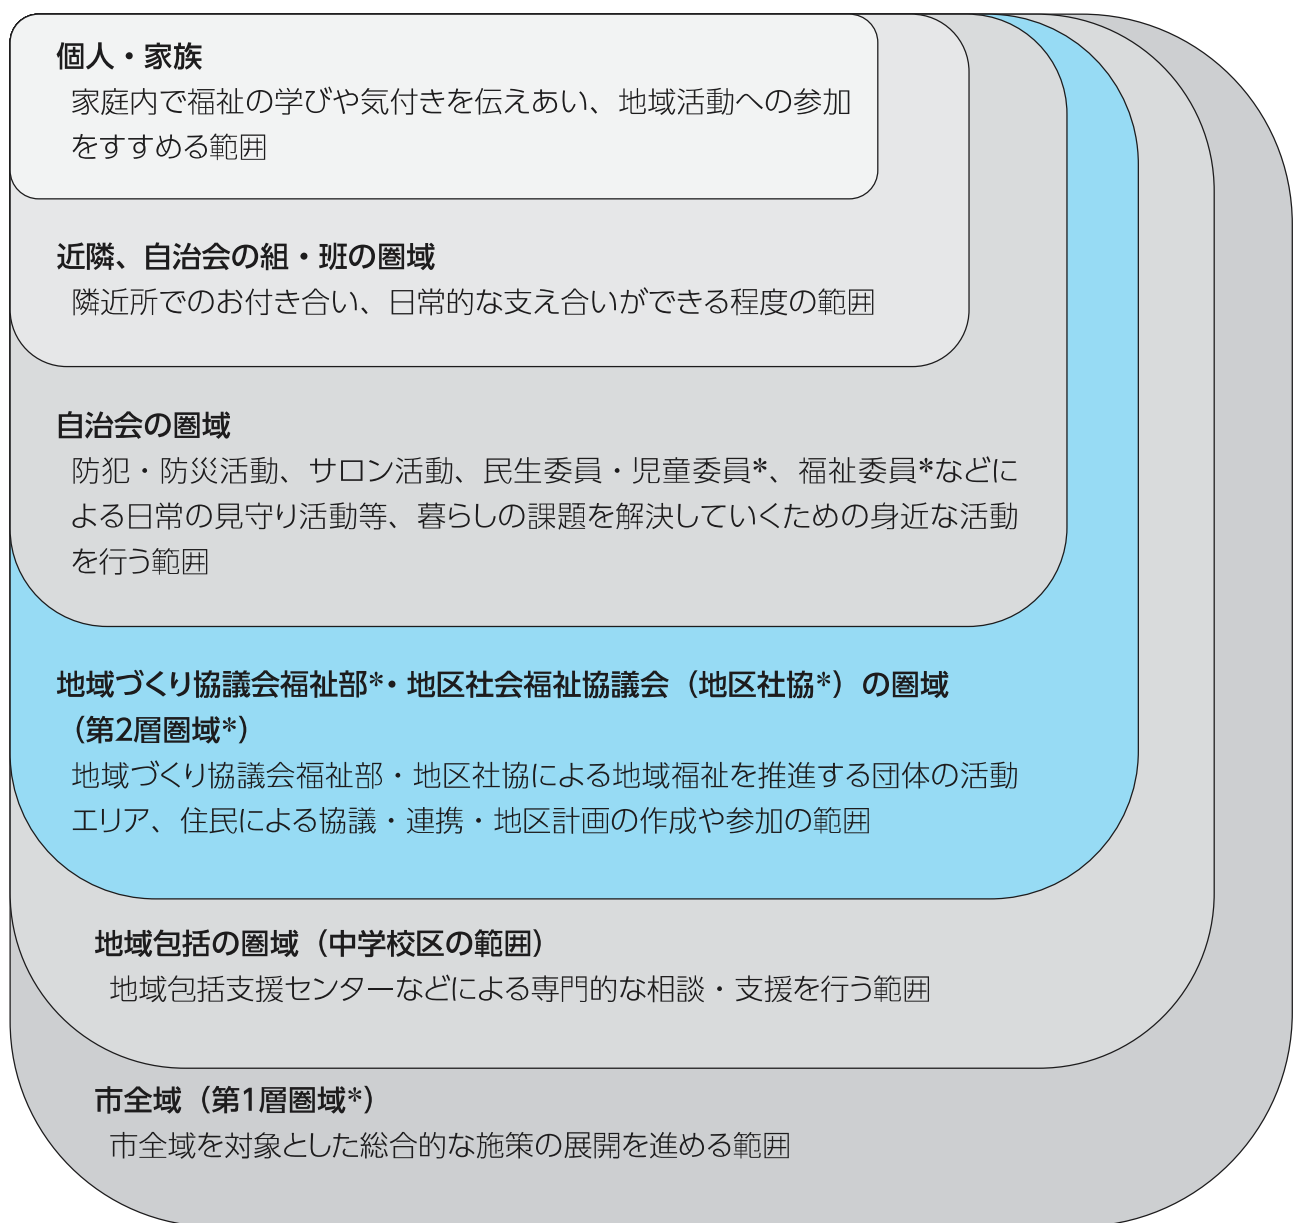 個人・家族
家庭内で福祉の学びや気付きを伝えあい、地域活動への参加
をすすめる範囲
近隣、自治会の組・班の圏域
隣近所でのお付き合い、日常的な支え合いができる程度の範囲
自治会の圏域
防犯・防災活動、サロン活動、民生委員・児童委員*、福祉委員*などに
よる日常の見守り活動等、暮らしの課題を解決していくための身近な活動
を行う範囲
地域づくり協議会福祉部*・地区社会福祉協議会（地区社協*）の圏域
（第2層圏域*）
地域づくり協議会福祉部・地区社協による地域福祉を推進する団体の活動
エリア、住民による協議・連携・地区計画の作成や参加の範囲
地域包括の圏域（中学校区の範囲）
地域包括支援センターなどによる専門的な相談・支援を行う範囲
市全域（第1層圏域*）
市全域を対象とした総合的な施策の展開を進める範囲